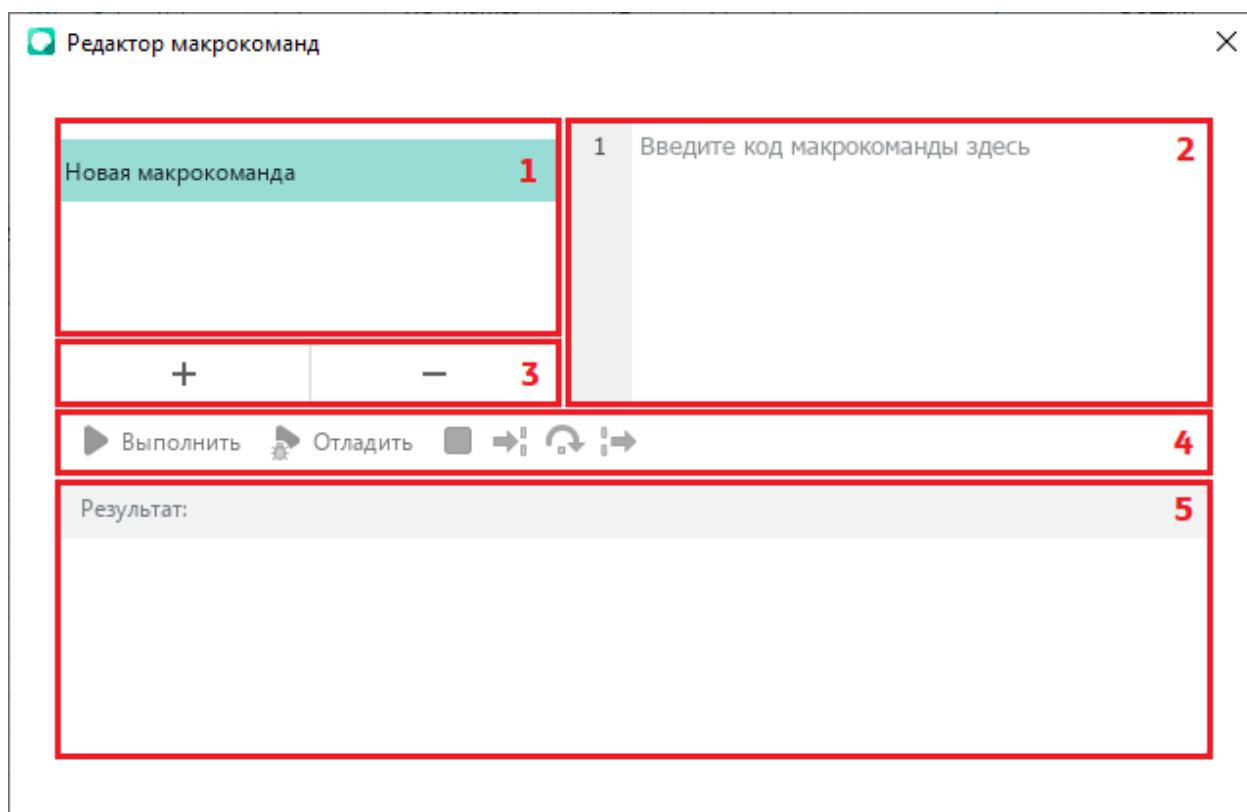 Редактор макрокоманд
Новая макрокоманда 1
1 Введите код макрокоманды здесь 2
+ − 3
Выполнить Отладить 4
Результат: 5